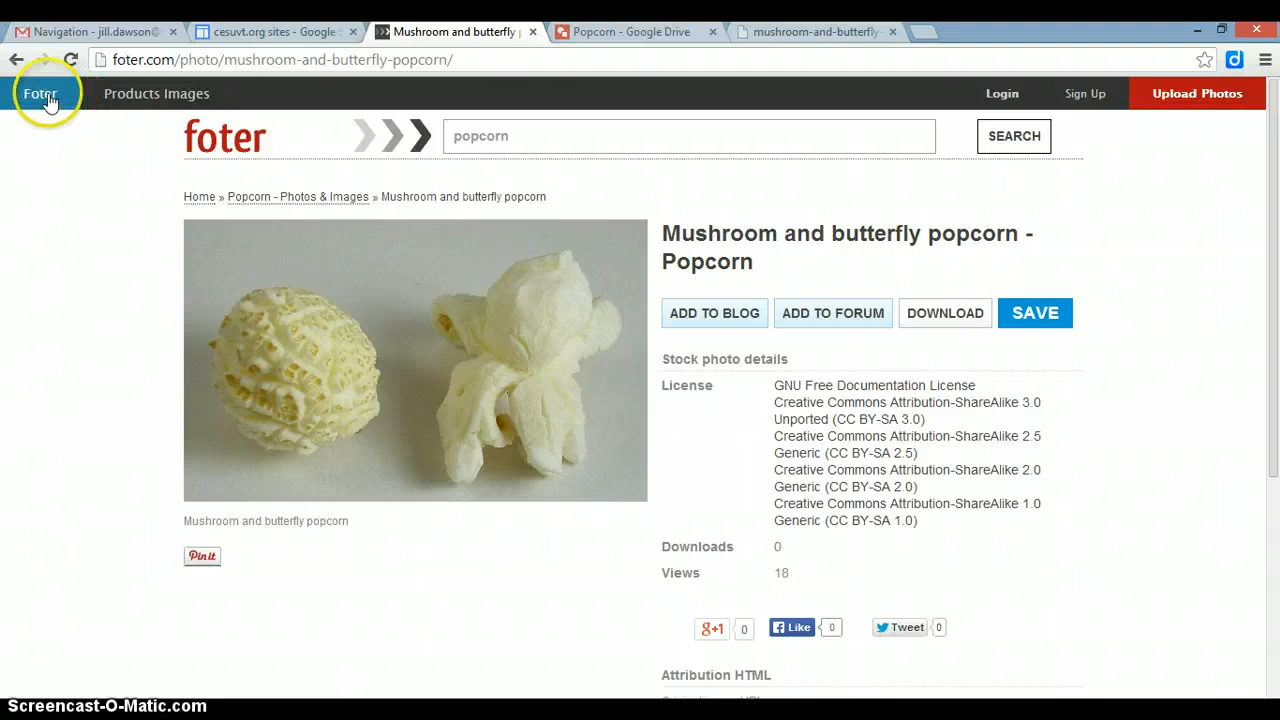 Navigation - jill.dawson@
cesuvt.org sites - Google
Mushroom and butterfly p
Popcorn - Google Drive
mushroom-and-butterfly-
foter.com/photo/mushroom-and-butterfly-popcorn/
Foter
Products Images
Login
Sign Up
Upload Photos
foter
popcorn
SEARCH
Home » Popcorn - Photos & Images » Mushroom and butterfly popcorn
Mushroom and butterfly popcorn -
Popcorn
ADD TO BLOG
ADD TO FORUM
DOWNLOAD
SAVE
Stock photo details
License
GNU Free Documentation License
Creative Commons Attribution-ShareAlike 3.0
Unported (CC BY-SA 3.0)
Creative Commons Attribution-ShareAlike 2.5
Generic (CC BY-SA 2.5)
Creative Commons Attribution-ShareAlike 2.0
Generic (CC BY-SA 2.0)
Creative Commons Attribution-ShareAlike 1.0
Generic (CC BY-SA 1.0)
Mushroom and butterfly popcorn
Downloads 0
Pinit
Views 18
g+1 0
Like 0
Tweet 0
Attribution HTML
Screencast-O-Matic.com